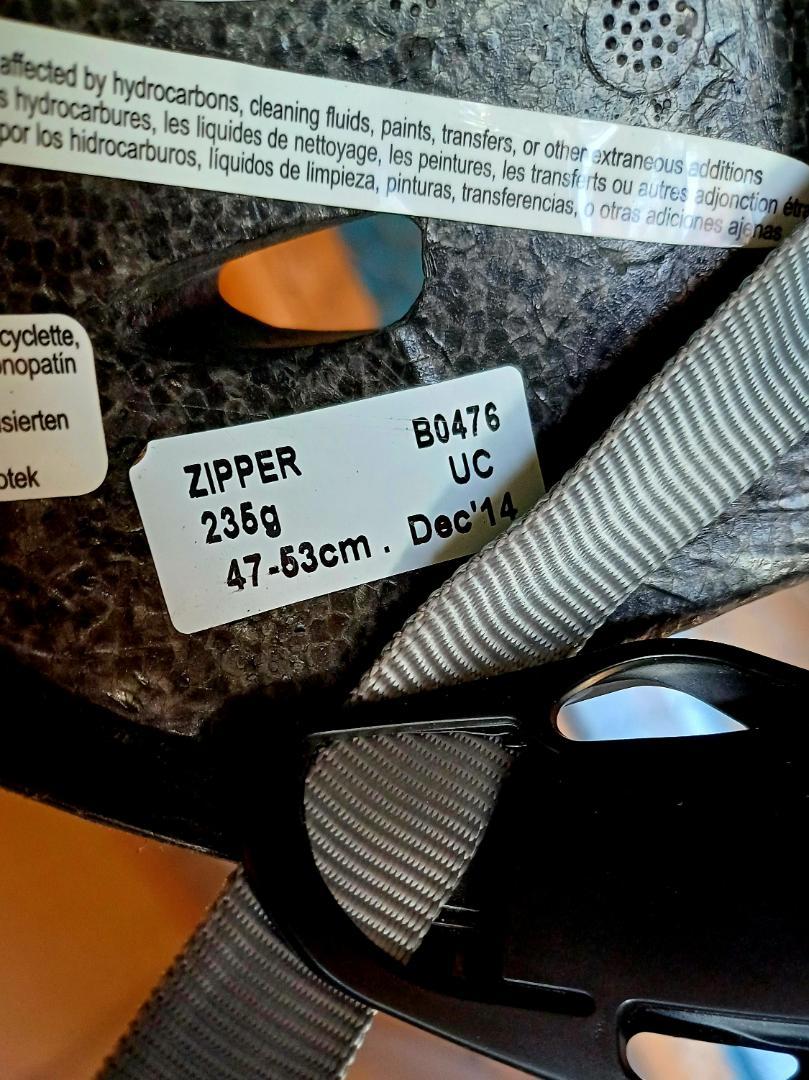 affected by hydrocarbons, cleaning fluids, paints, transfers, or other extraneous additions
s hydrocarbures, les liquides de nettoyage, les peintures, les transferts ou autres adjonction étra
por los hidrocarburos, líquidos de limpieza, pinturas, transferencias, o otras adiciones ajenas
cyclette,
onopatín
isierten
otek
ZIPPER B0476
235g UC
47-53cm . Dec'14